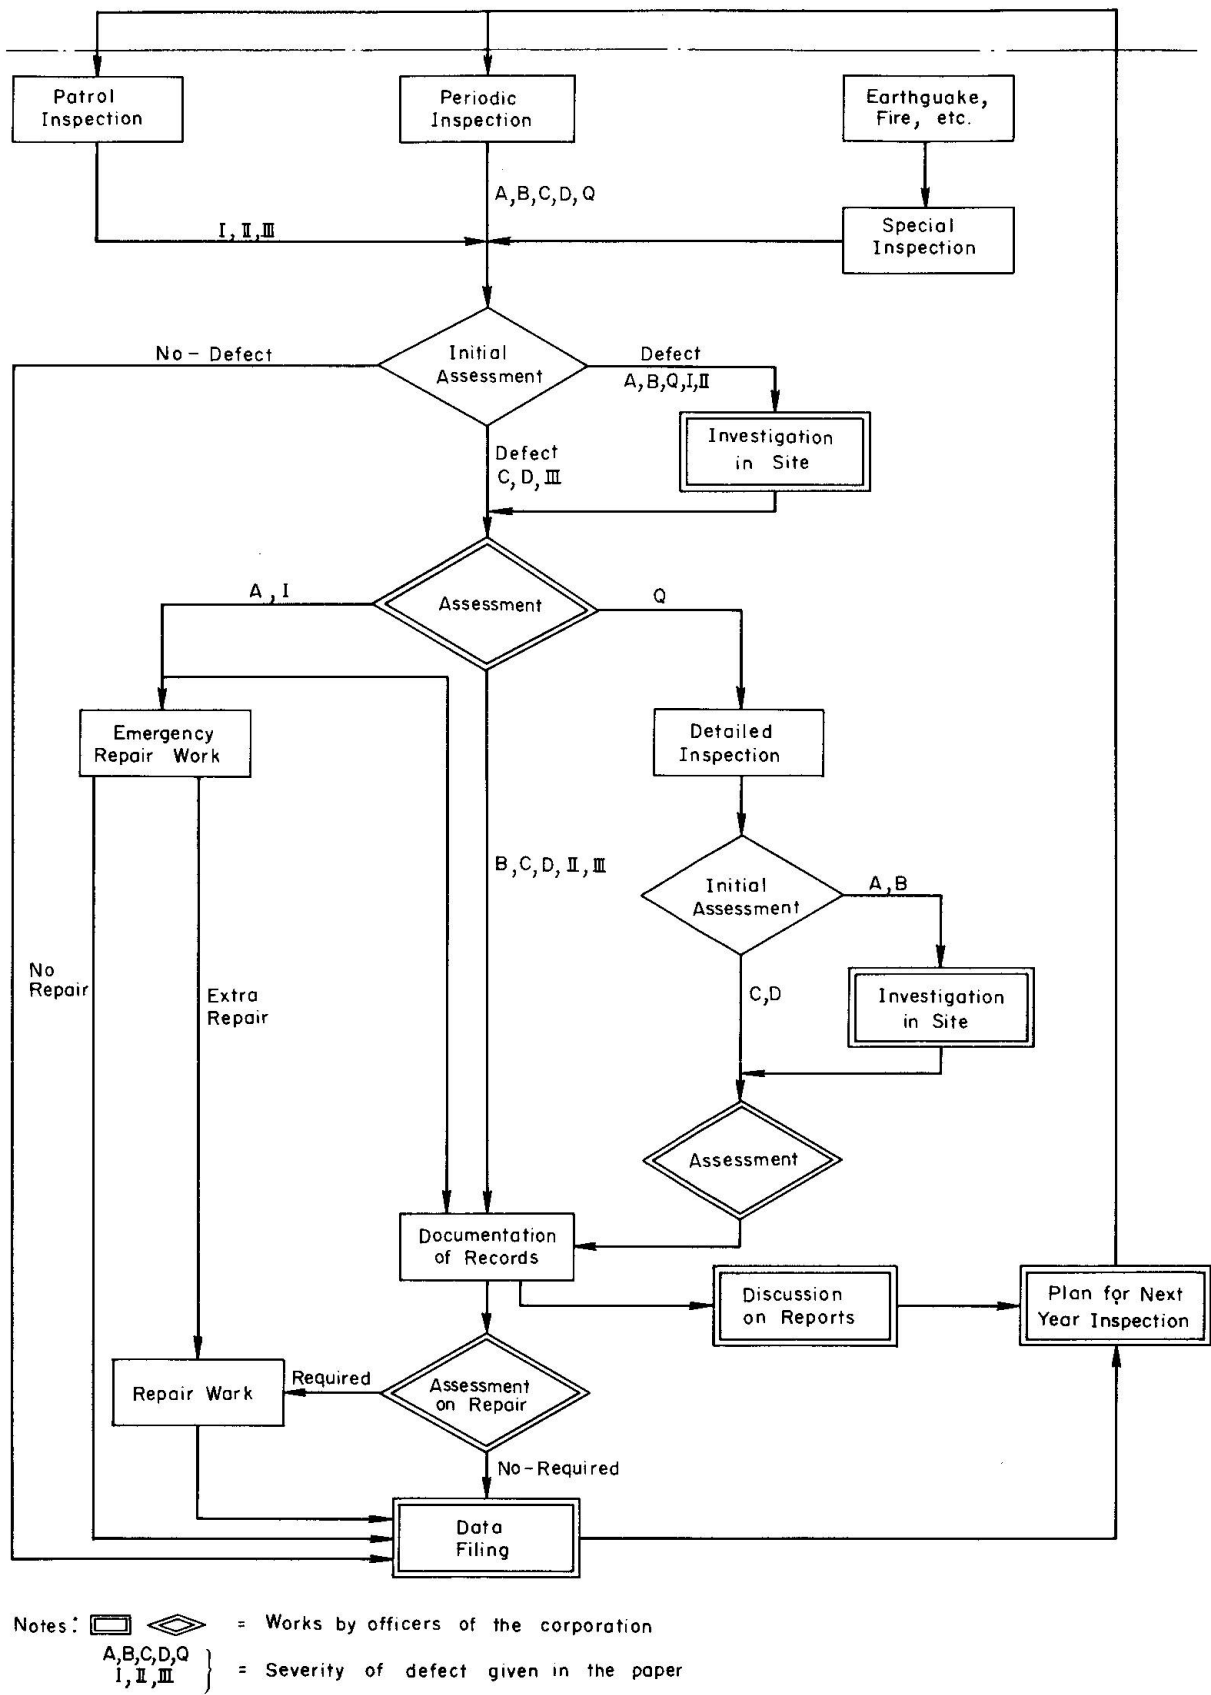 Patrol
Inspection
Periodic
Inspection
Earthquake,
Fire, etc.
A,B,C,D,Q
I,Ⅱ,Ⅲ
Special
Inspection
No-Defect
Initial
Assessment
Defect
A,B,Q,I,Ⅱ
Investigation
in Site
Defect
C,D,Ⅲ
A,I
Assessment
Q
Emergency
Repair Work
Detailed
Inspection
B,C,D,Ⅱ,Ⅲ
Initial
Assessment
A,B
No
Repair
Extra
Repair
C,D
Investigation
in Site
Assessment
Documentation
of Records
Discussion
on Reports
Plan for Next
Year Inspection
Repair Work
Required
Assessment
on Repair
No-Required
Data
Filing
Notes: = Works by officers of the corporation
A,B,C,D,Q
I,Ⅱ,Ⅲ } = Severity of defect given in the paper